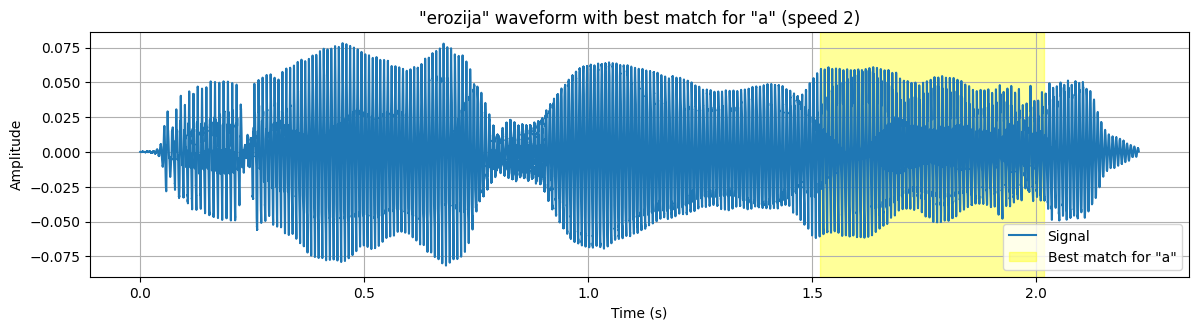 "erozija" waveform with best match for "a" (speed 2)
Amplitude
0.075
0.050
0.025
0.000
−0.025
−0.050
−0.075
0.0 0.5 1.0 1.5 2.0
Time (s)
Signal
Best match for "a"